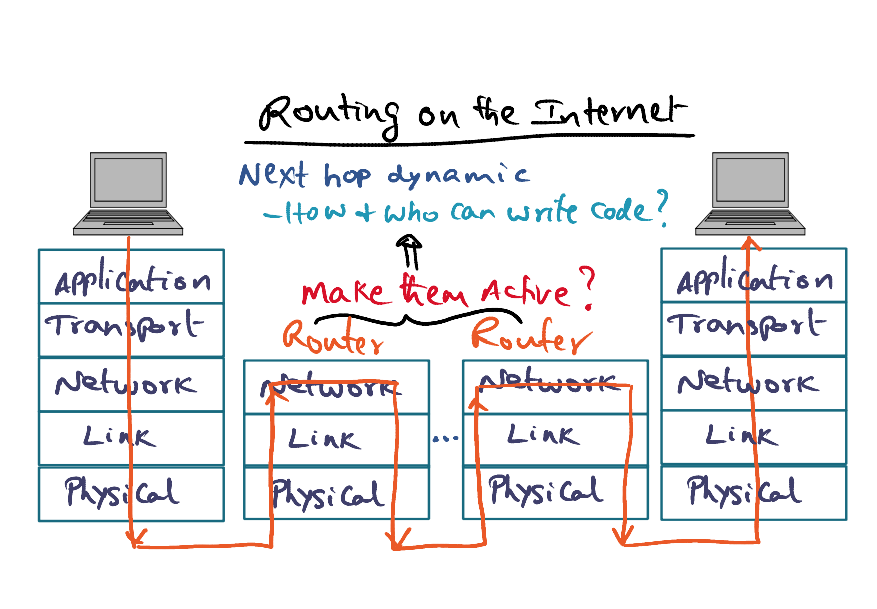 Routing on the Internet
Next hop dynamic
- How & who can write code?
Make them Active?
Router
Router
Application
Transport
Network
Link
Physical
Network
Link
Physical
...
Network
Link
Physical
Application
Transport
Network
Link
Physical